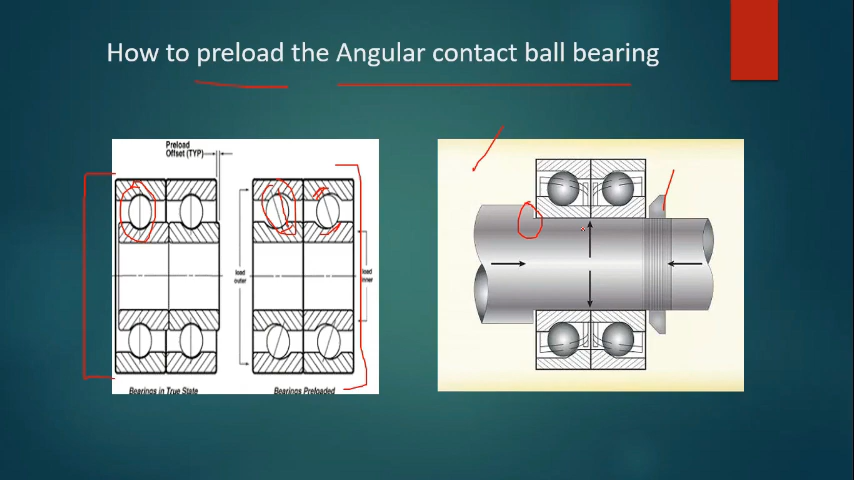 How to preload the Angular contact ball bearing
Preload
Offset (TYP)
load
outer
load
inner
Bearings in True State
Bearings Preloaded